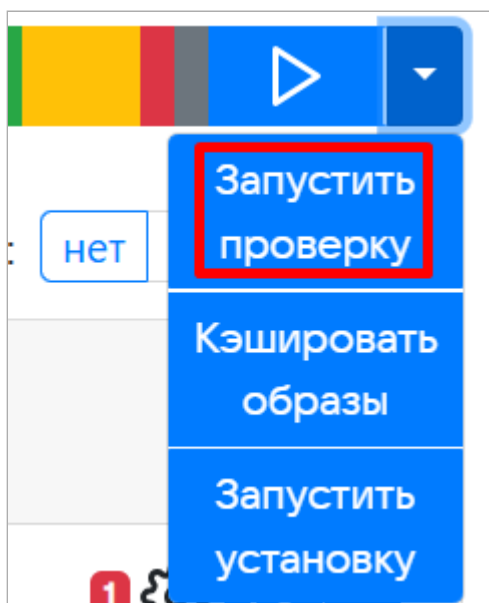 Запустить
проверку
: нет
Кэшировать
образы
Запустить
установку
1